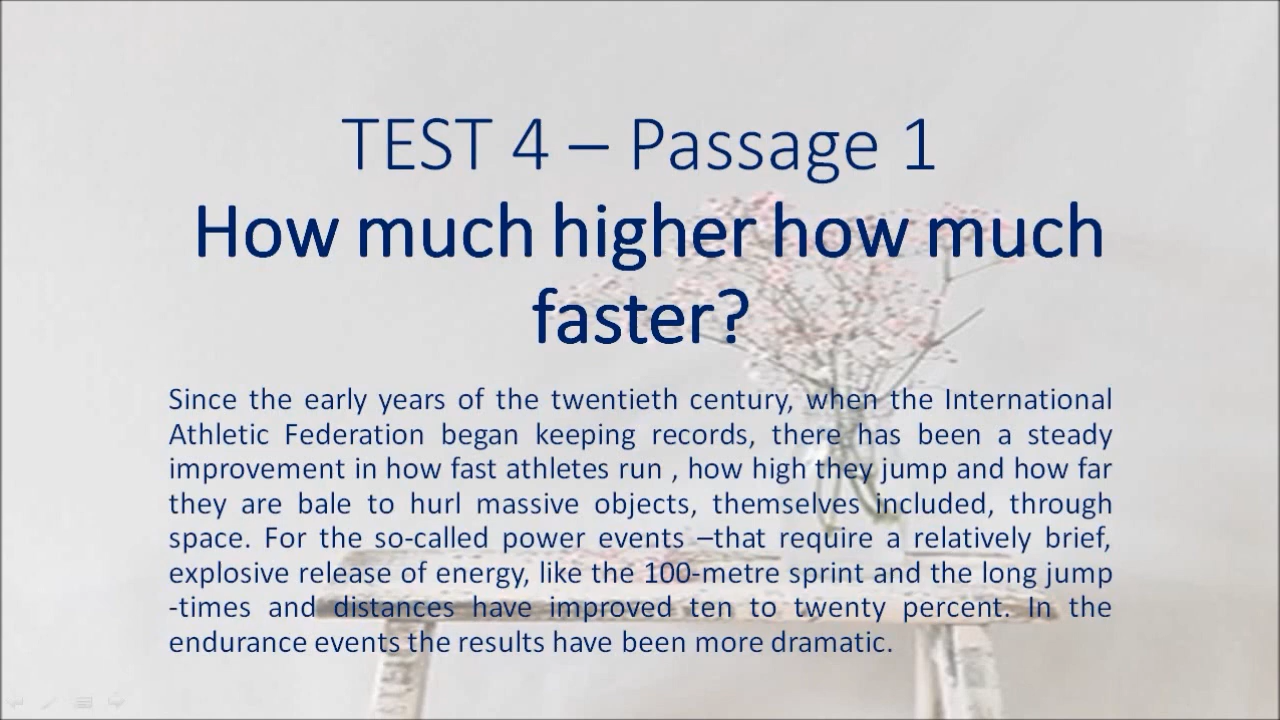 TEST 4 – Passage 1
How much higher how much
faster?
Since the early years of the twentieth century, when the International
Athletic Federation began keeping records, there has been a steady
improvement in how fast athletes run , how high they jump and how far
they are bale to hurl massive objects, themselves included, through
space. For the so-called power events –that require a relatively brief,
explosive release of energy, like the 100-metre sprint and the long jump
-times and distances have improved ten to twenty percent. In the
endurance events the results have been more dramatic.